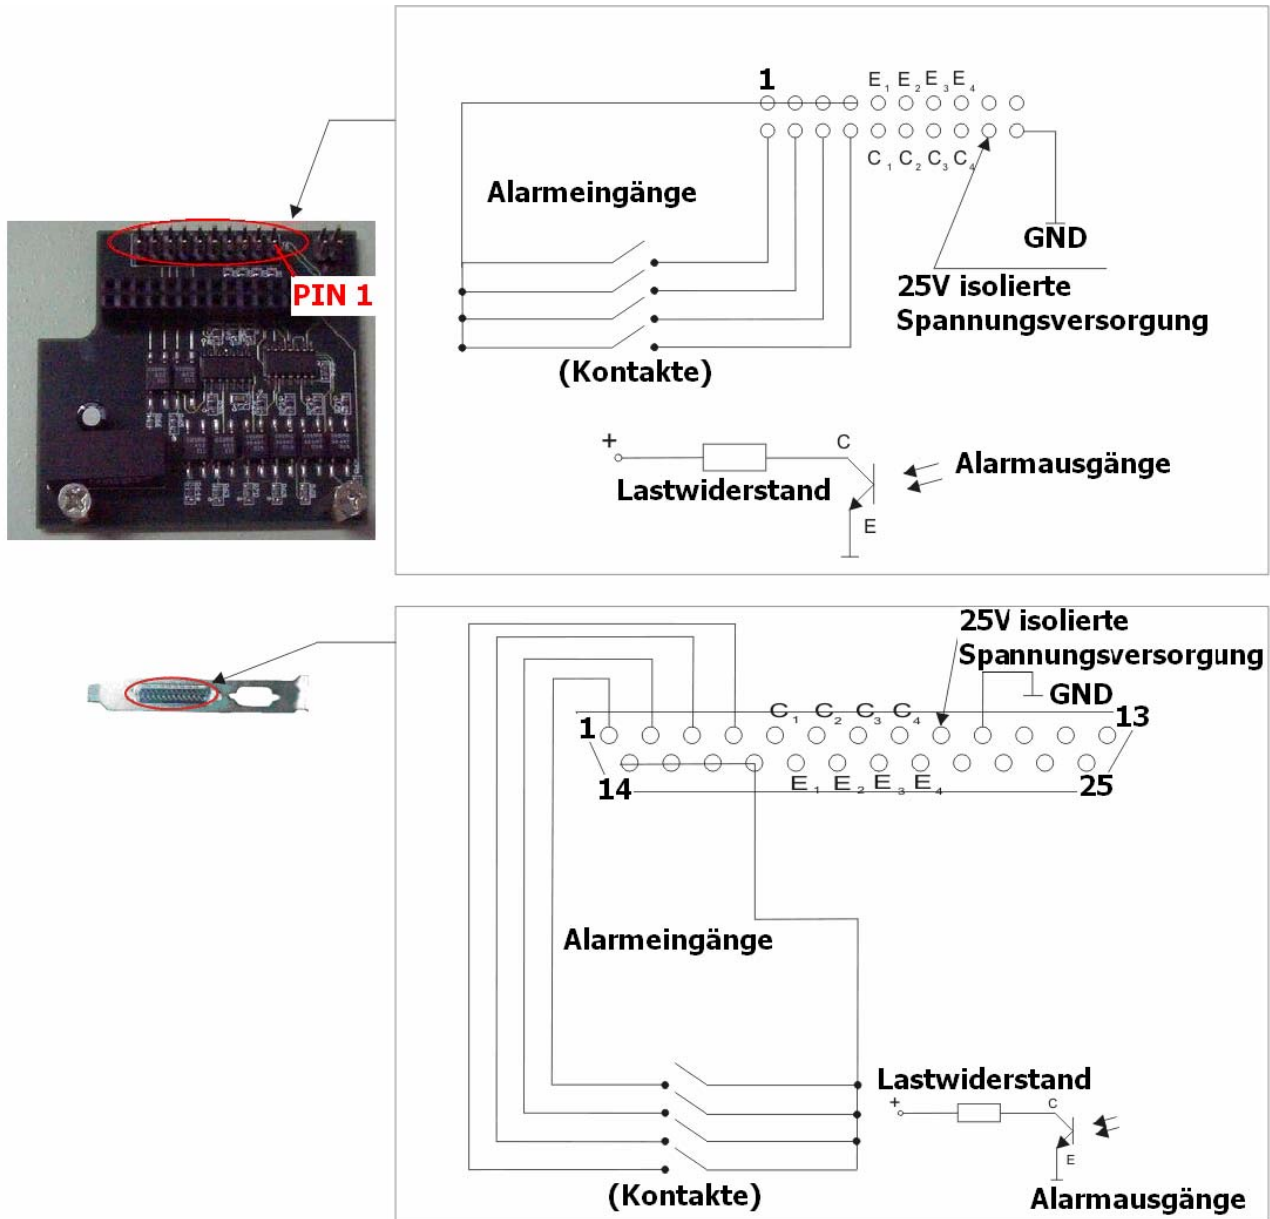 1
E1 E2 E3 E4
C1 C2 C3 C4
Alarmeingänge
GND
25V isolierte
Spannungsversorgung
(Kontakte)
PIN 1
+
C
Lastwiderstand
Alarmausgänge
E
25V isolierte
Spannungsversorgung
GND
C1 C2 C3 C4
1
13
14
E1 E2 E3 E4
25
Alarmeingänge
Lastwiderstand
+
C
E
(Kontakte)
Alarmausgänge